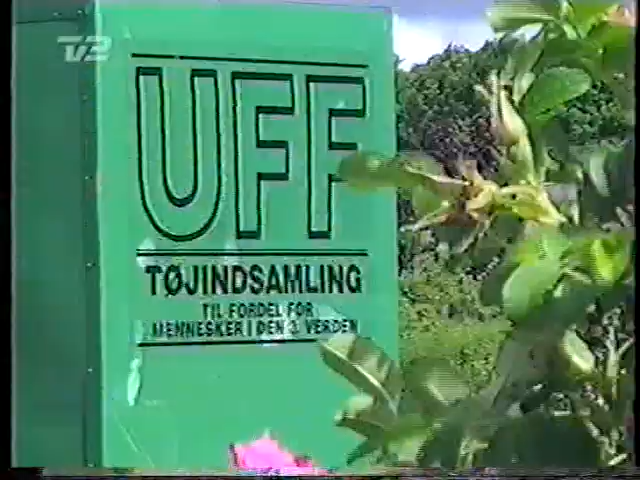 TV2
UFF
TØJINDSAMLING
TIL FORDEL FOR
MENNESKER I DEN 3. VERDEN